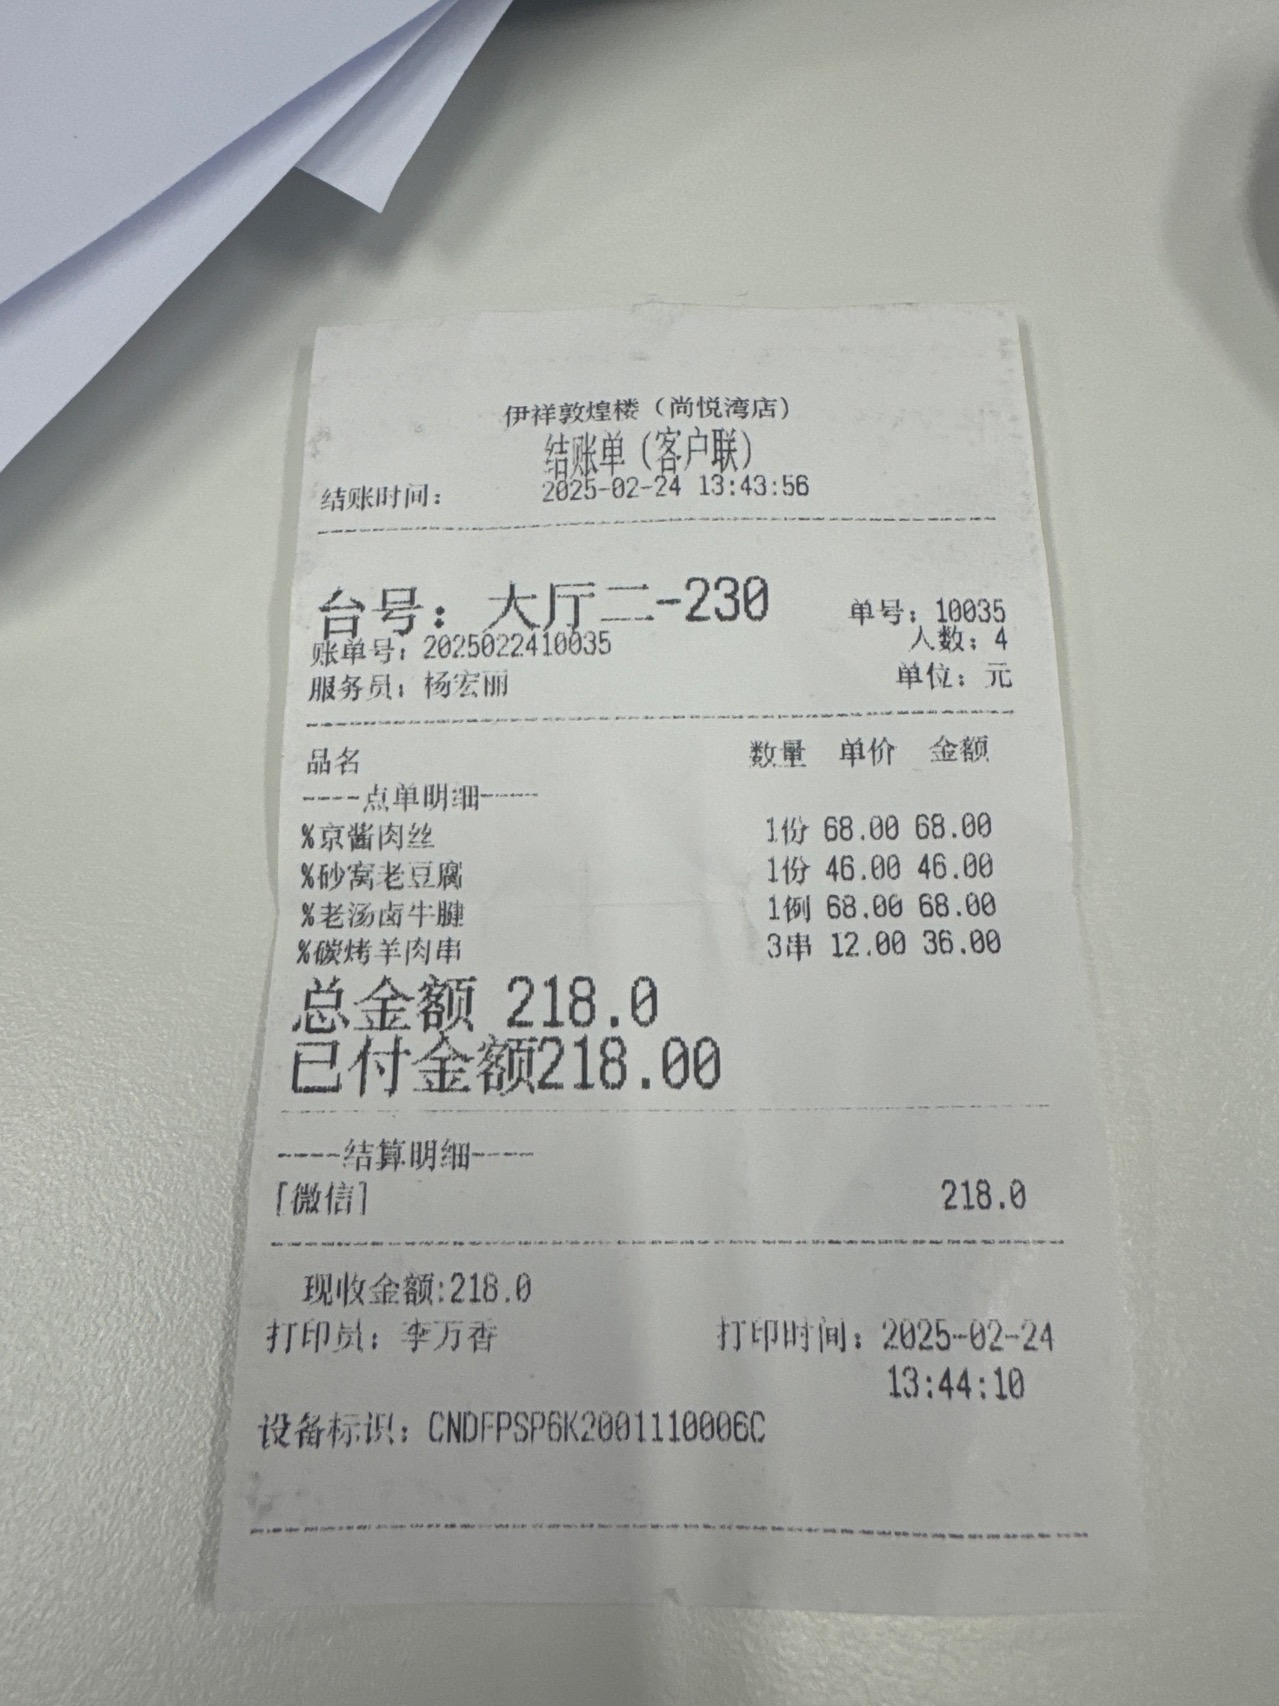 伊祥敦煌楼（尚悦湾店）
结账单（客户联）
结账时间： 2025-02-24 13:43:56
台号：大厅二-230 单号：10035
账单号：2025022410035 人数：4
服务员：杨宏丽 单位：元
品名 数量 单价 金额
----点单明细----
%京酱肉丝 1份 68.00 68.00
%砂窝老豆腐 1份 46.00 46.00
%老汤卤牛腱 1例 68.00 68.00
%碳烤羊肉串 3串 12.00 36.00
总金额 218.0
已付金额218.00
----结算明细----
[微信] 218.0
现收金额:218.0
打印员：李万香 打印时间：2025-02-24
13:44:10
设备标识：CNDFPSP6K2001110006C